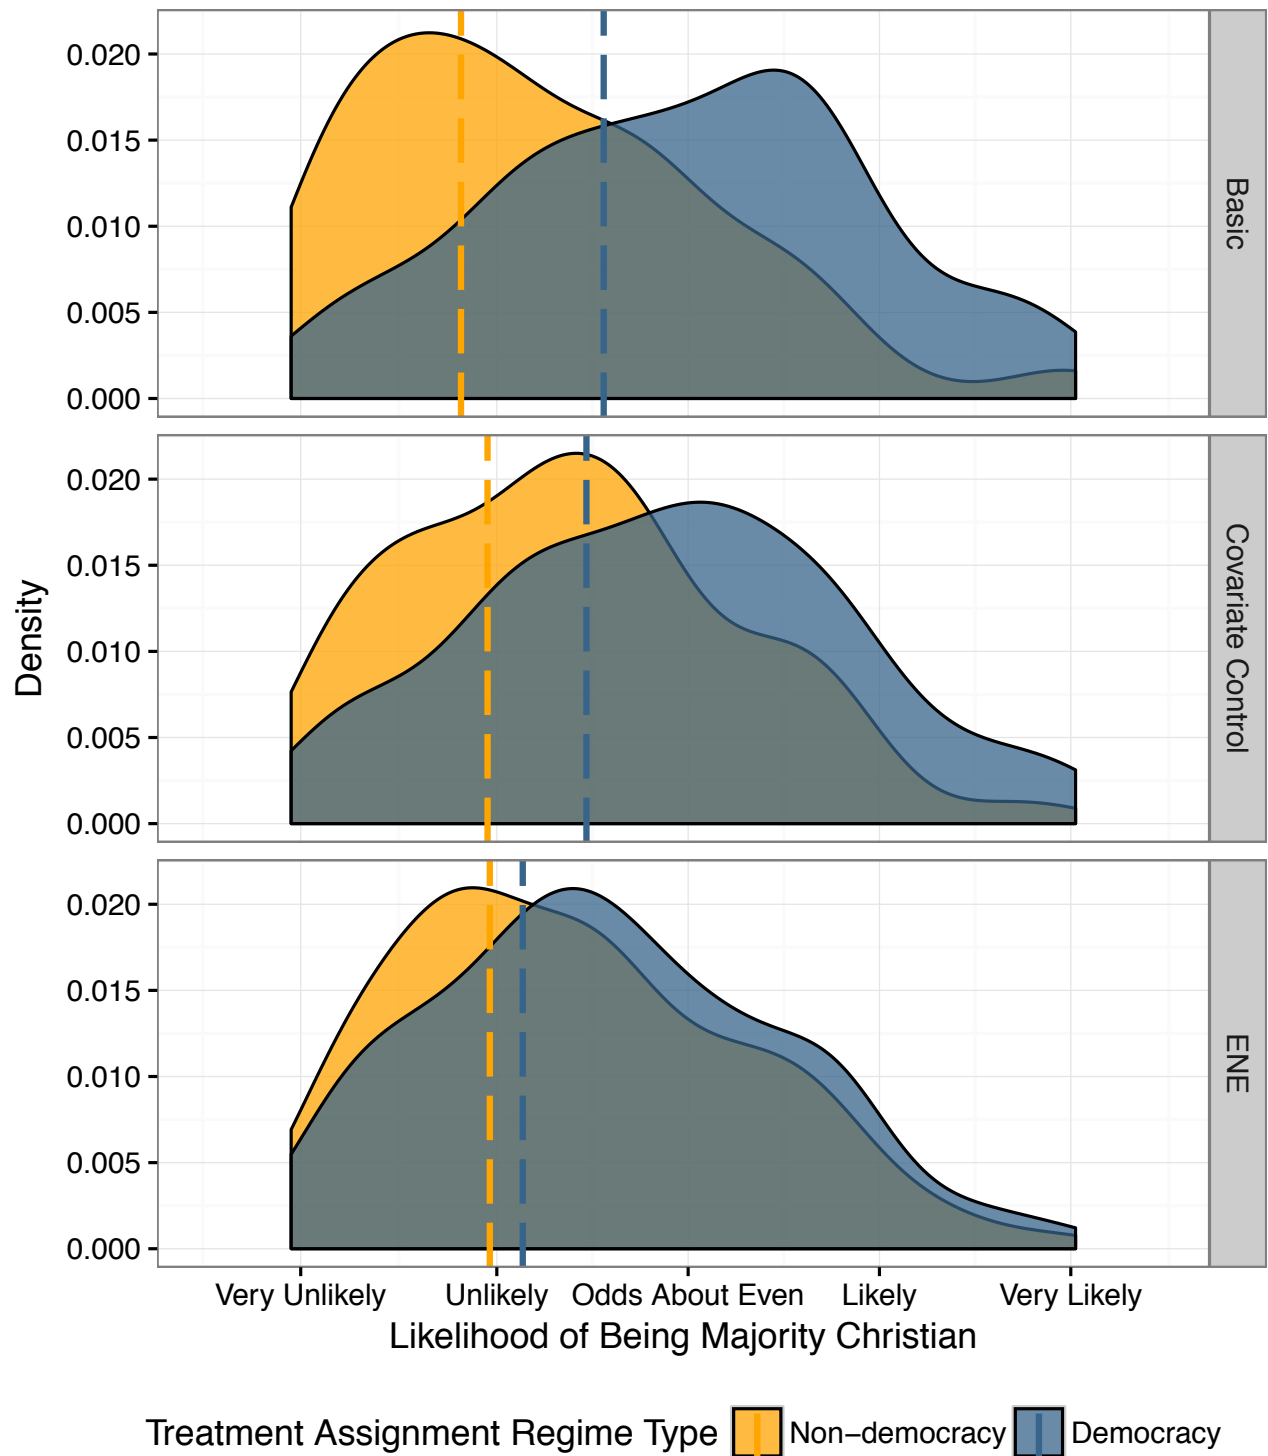 Density
0.020
0.015
0.010
0.005
0.000
Basic
0.020
0.015
0.010
0.005
0.000
Covariate Control
0.020
0.015
0.010
0.005
0.000
ENE
Very Unlikely Unlikely Odds About Even Likely Very Likely
Likelihood of Being Majority Christian
Treatment Assignment Regime Type Non−democracy Democracy